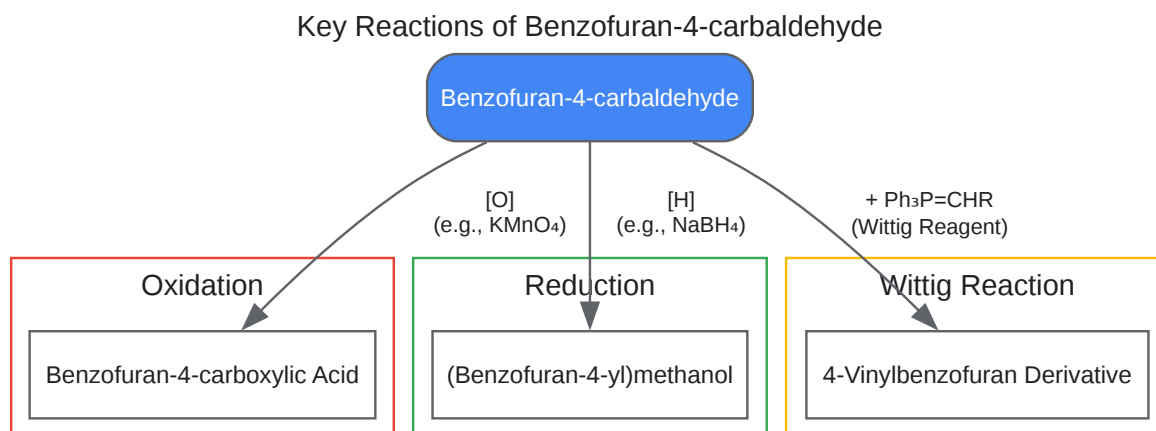 Key Reactions of Benzofuran-4-carbaldehyde
Benzofuran-4-carbaldehyde
[O]
(e.g., KMnO₄)
[H]
(e.g., NaBH₄)
+ Ph₃P=CHR
(Wittig Reagent)
Oxidation
Reduction
Wittig Reaction
Benzofuran-4-carboxylic Acid
(Benzofuran-4-yl)methanol
4-Vinylbenzofuran Derivative